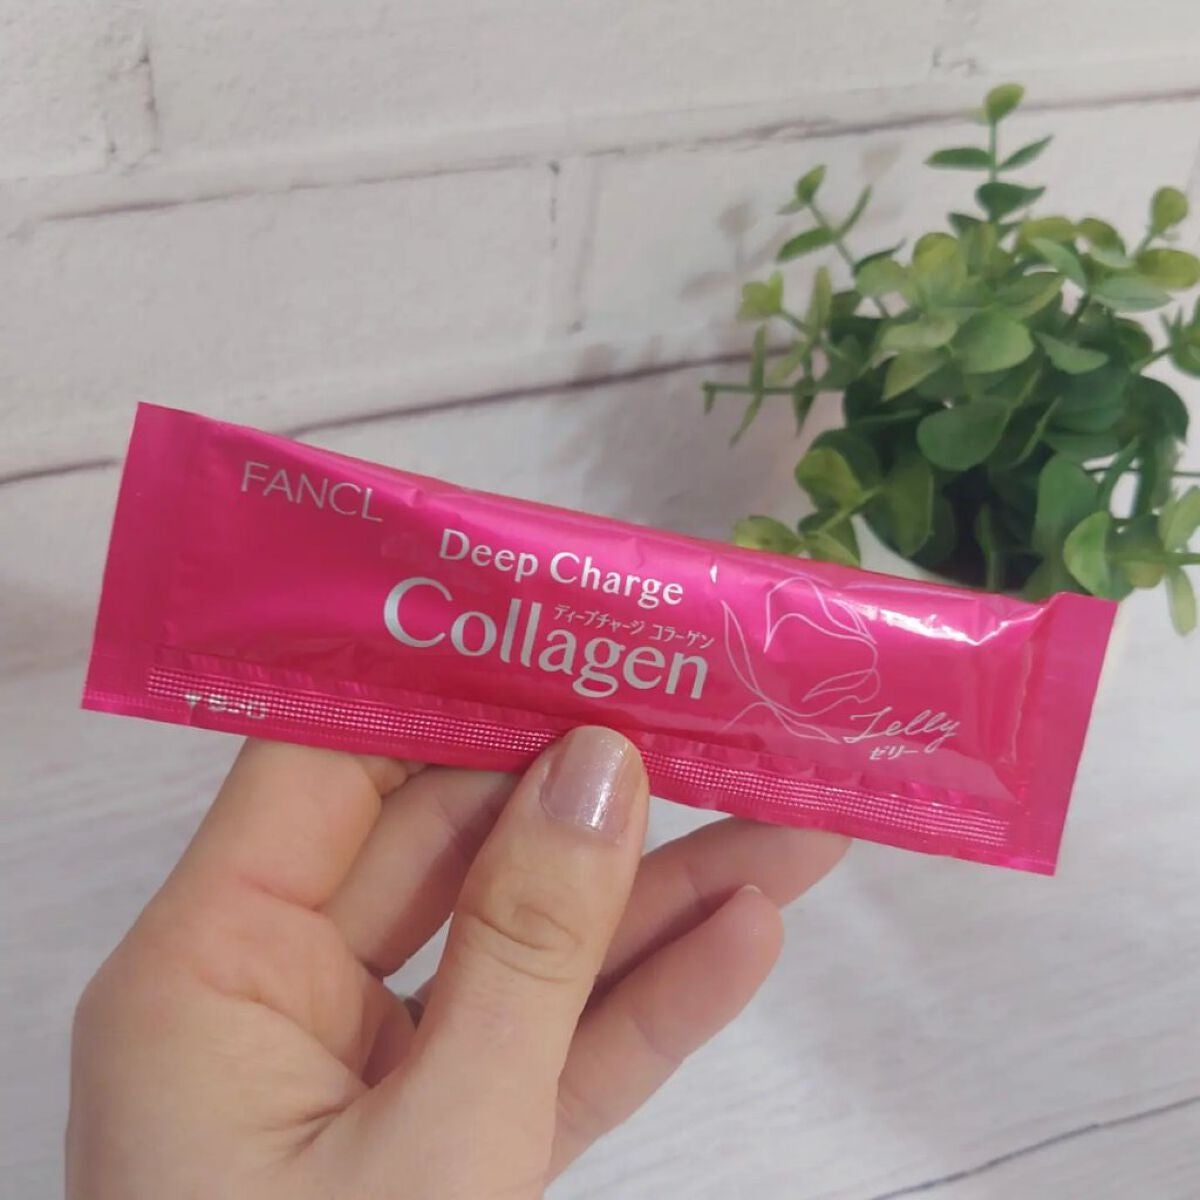 FANCL
Deep Charge
ディープチャージ コラーゲン
Collagen
Jelly
ゼリー